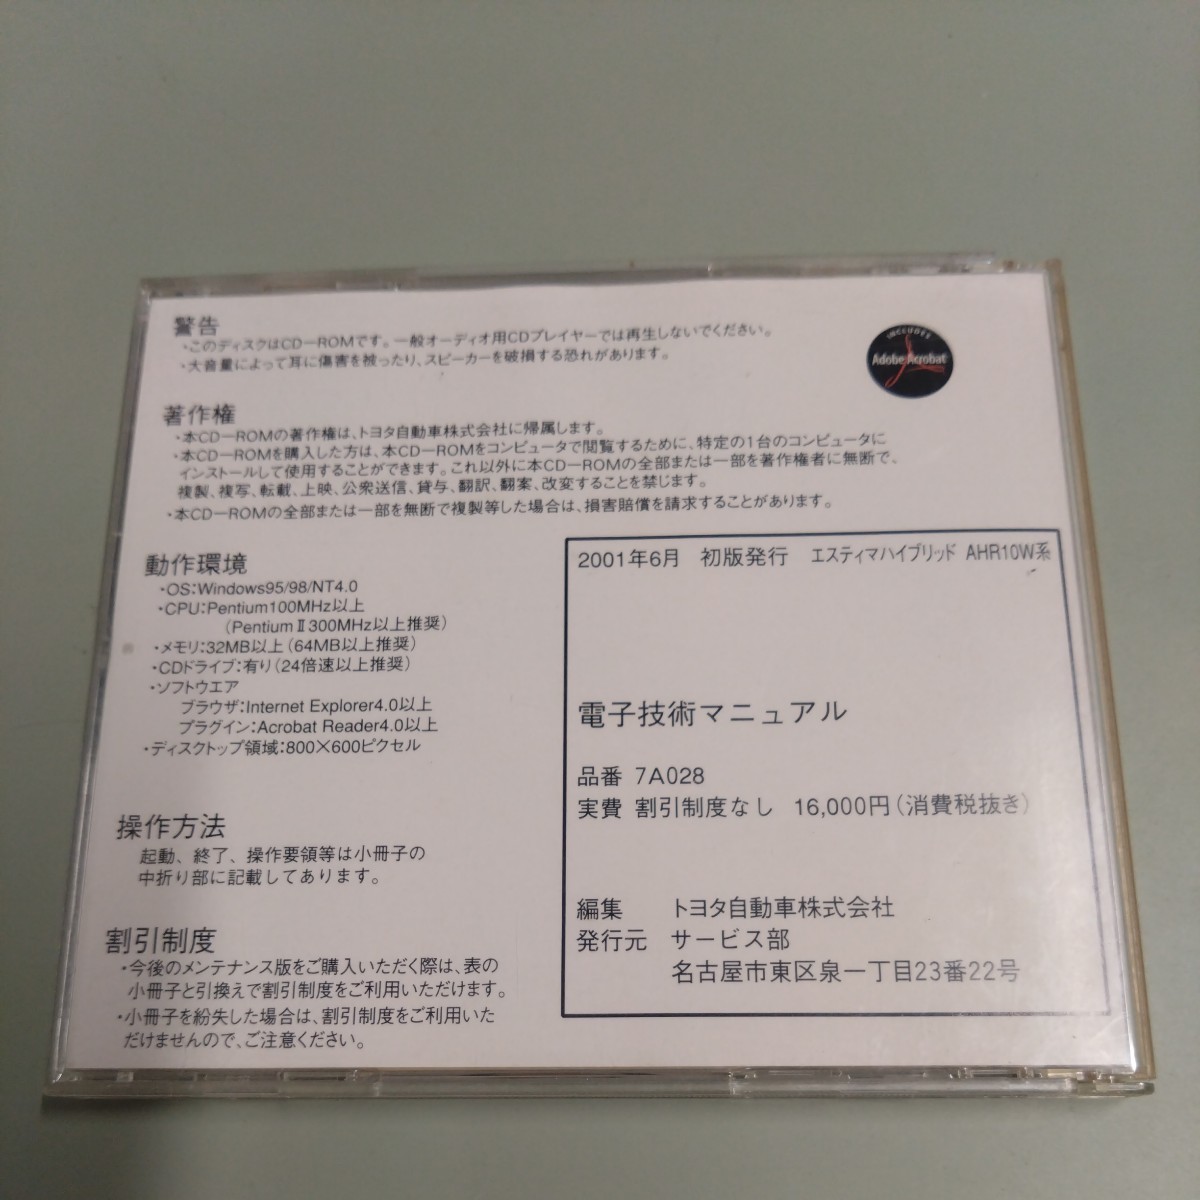 警告
・このディスクはCD－ROMです。一般オーディオ用CDプレイヤーでは再生しないでください。
・大音量によって耳に傷害を被ったり、スピーカーを破損する恐れがあります。
INCLUDES
Adobe Acrobat
著作権
・本CD－ROMの著作権は、トヨタ自動車株式会社に帰属します。
・本CD－ROMを購入した方は、本CD－ROMをコンピュータで閲覧するために、特定の1台のコンピュータに
インストールして使用することができます。これ以外に本CD－ROMの全部または一部を著作権者に無断で、
複製、複写、転載、上映、公衆送信、貸与、翻訳、翻案、改変することを禁じます。
・本CD－ROMの全部または一部を無断で複製等した場合は、損害賠償を請求することがあります。
動作環境
・OS:Windows95/98/NT4.0
・CPU:Pentium100MHz以上
(PentiumⅡ300MHz以上推奨)
・メモリ:32MB以上(64MB以上推奨)
・CDドライブ:有り(24倍速以上推奨)
・ソフトウエア
ブラウザ:Internet Explorer4.0以上
プラグイン:Acrobat Reader4.0以上
・ディスクトップ領域:800×600ピクセル
操作方法
起動、終了、操作要領等は小冊子の
中折り部に記載してあります。
割引制度
・今後のメンテナンス版をご購入いただく際は、表の
小冊子と引換えで割引制度をご利用いただけます。
・小冊子を紛失した場合は、割引制度をご利用いた
だけませんので、ご注意ください。
2001年6月 初版発行 エスティマハイブリッド AHR10W系
電子技術マニュアル
品番 7A028
実費 割引制度なし 16,000円(消費税抜き)
編集 トヨタ自動車株式会社
発行元 サービス部
名古屋市東区泉一丁目23番22号